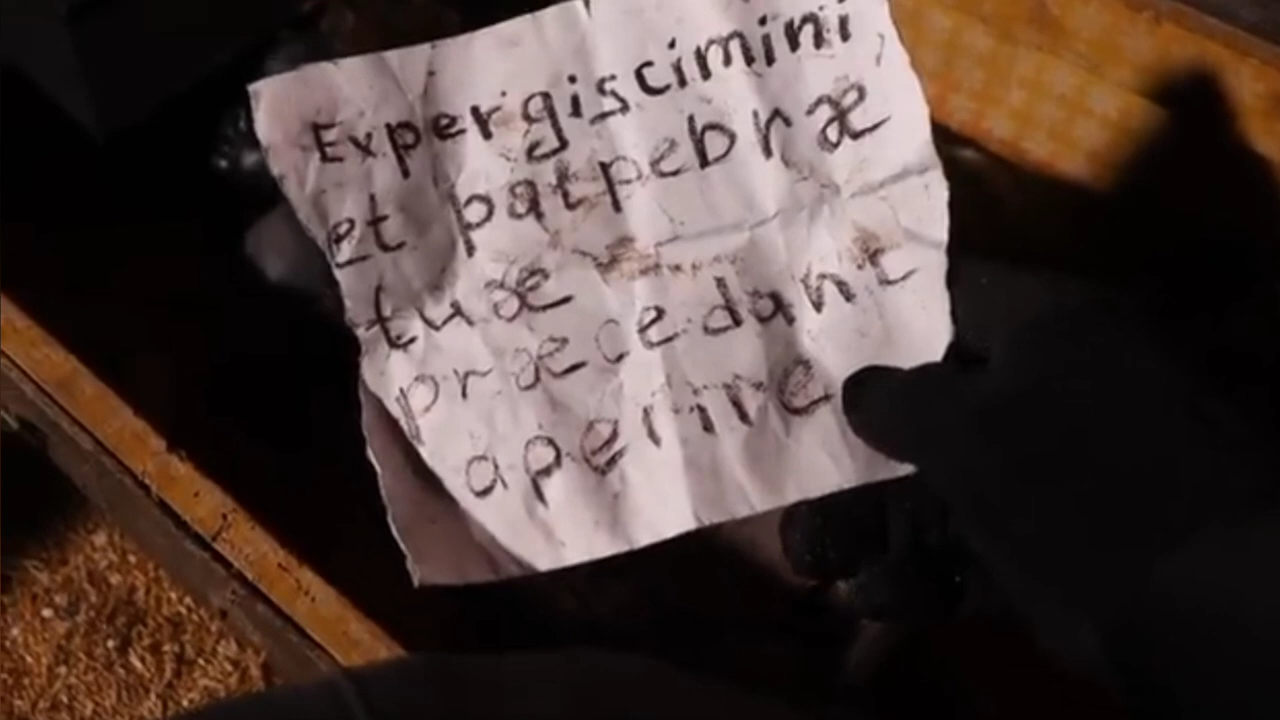 Expergiscimini,
et patpebræ
tuæ
præcedant
aperire